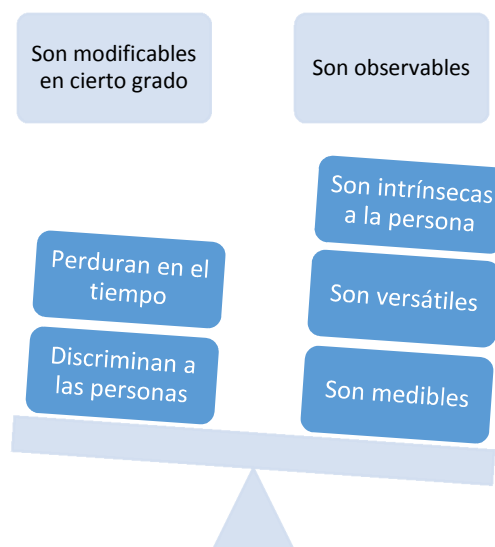 Son modificables
en cierto grado
Son observables
Perduran en el
tiempo
Discriminan a
las personas
Son intrínsecas
a la persona
Son versátiles
Son medibles